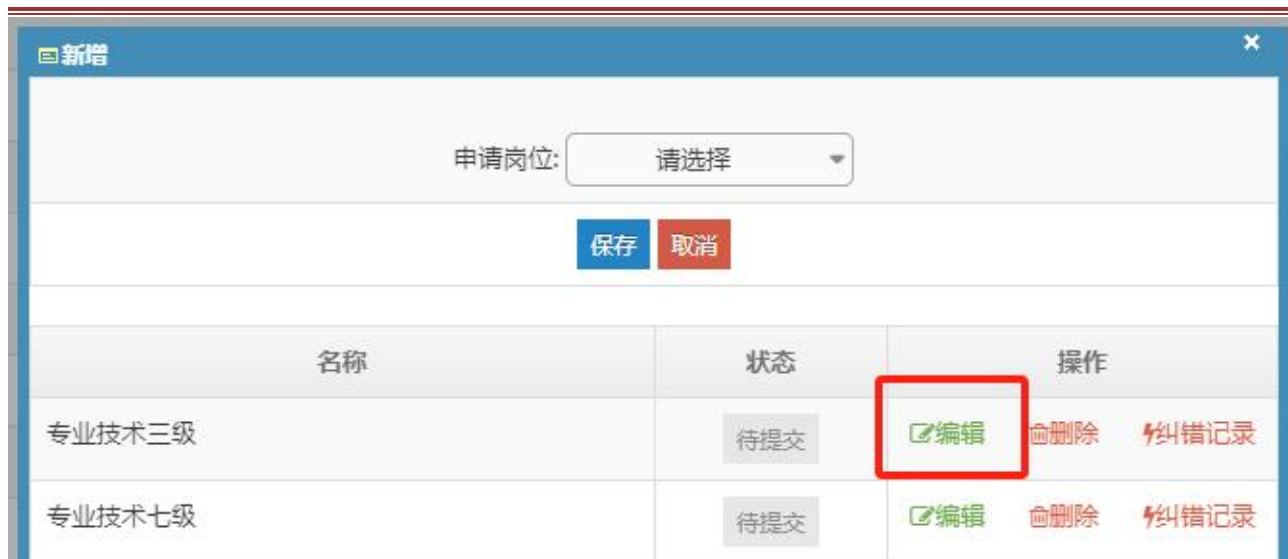 新增
申请岗位: 请选择
保存 取消
名称 状态 操作
专业技术三级 待提交 编辑 删除 纠错记录
专业技术七级 待提交 编辑 删除 纠错记录